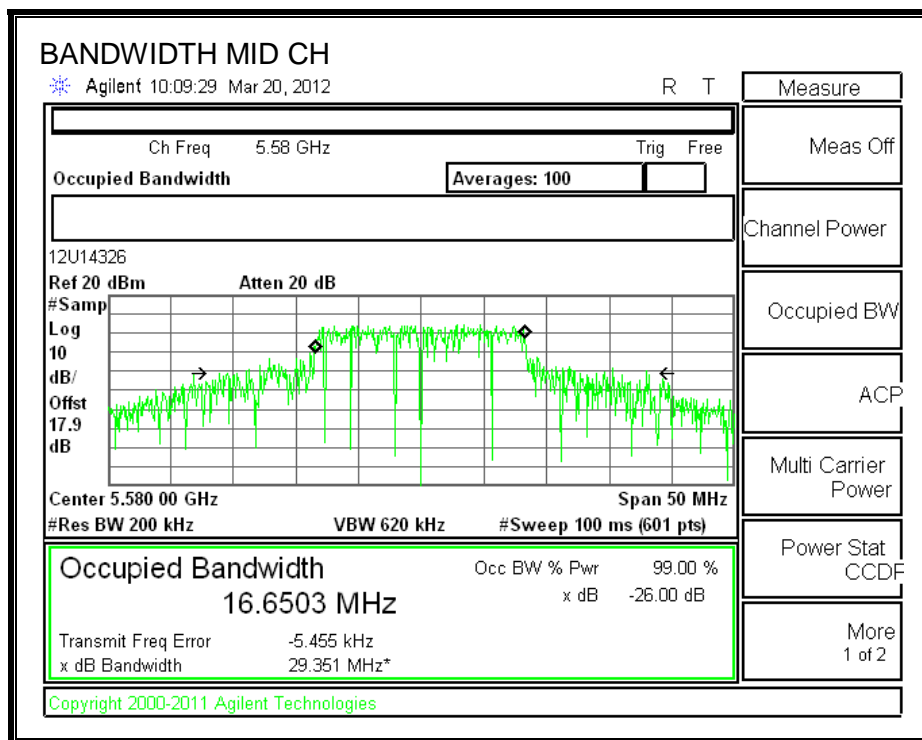 BANDWIDTH MID CH
Agilent 10:09:29 Mar 20, 2012 R T
Ch Freq 5.58 GHz Trig Free
Occupied Bandwidth Averages: 100
12U14326
Ref 20 dBm Atten 20 dB
#Samp
Log
10
dB/
Offst
17.9
dB
Center 5.580 00 GHz Span 50 MHz
#Res BW 200 kHz VBW 620 kHz #Sweep 100 ms (601 pts)
Occupied Bandwidth Occ BW % Pwr 99.00 %
16.6503 MHz x dB -26.00 dB
Transmit Freq Error -5.455 kHz
x dB Bandwidth 29.351 MHz*
Copyright 2000-2011 Agilent Technologies
Measure
Meas Off
Channel Power
Occupied BW
ACP
Multi Carrier
Power
Power Stat
CCDF
More
1 of 2